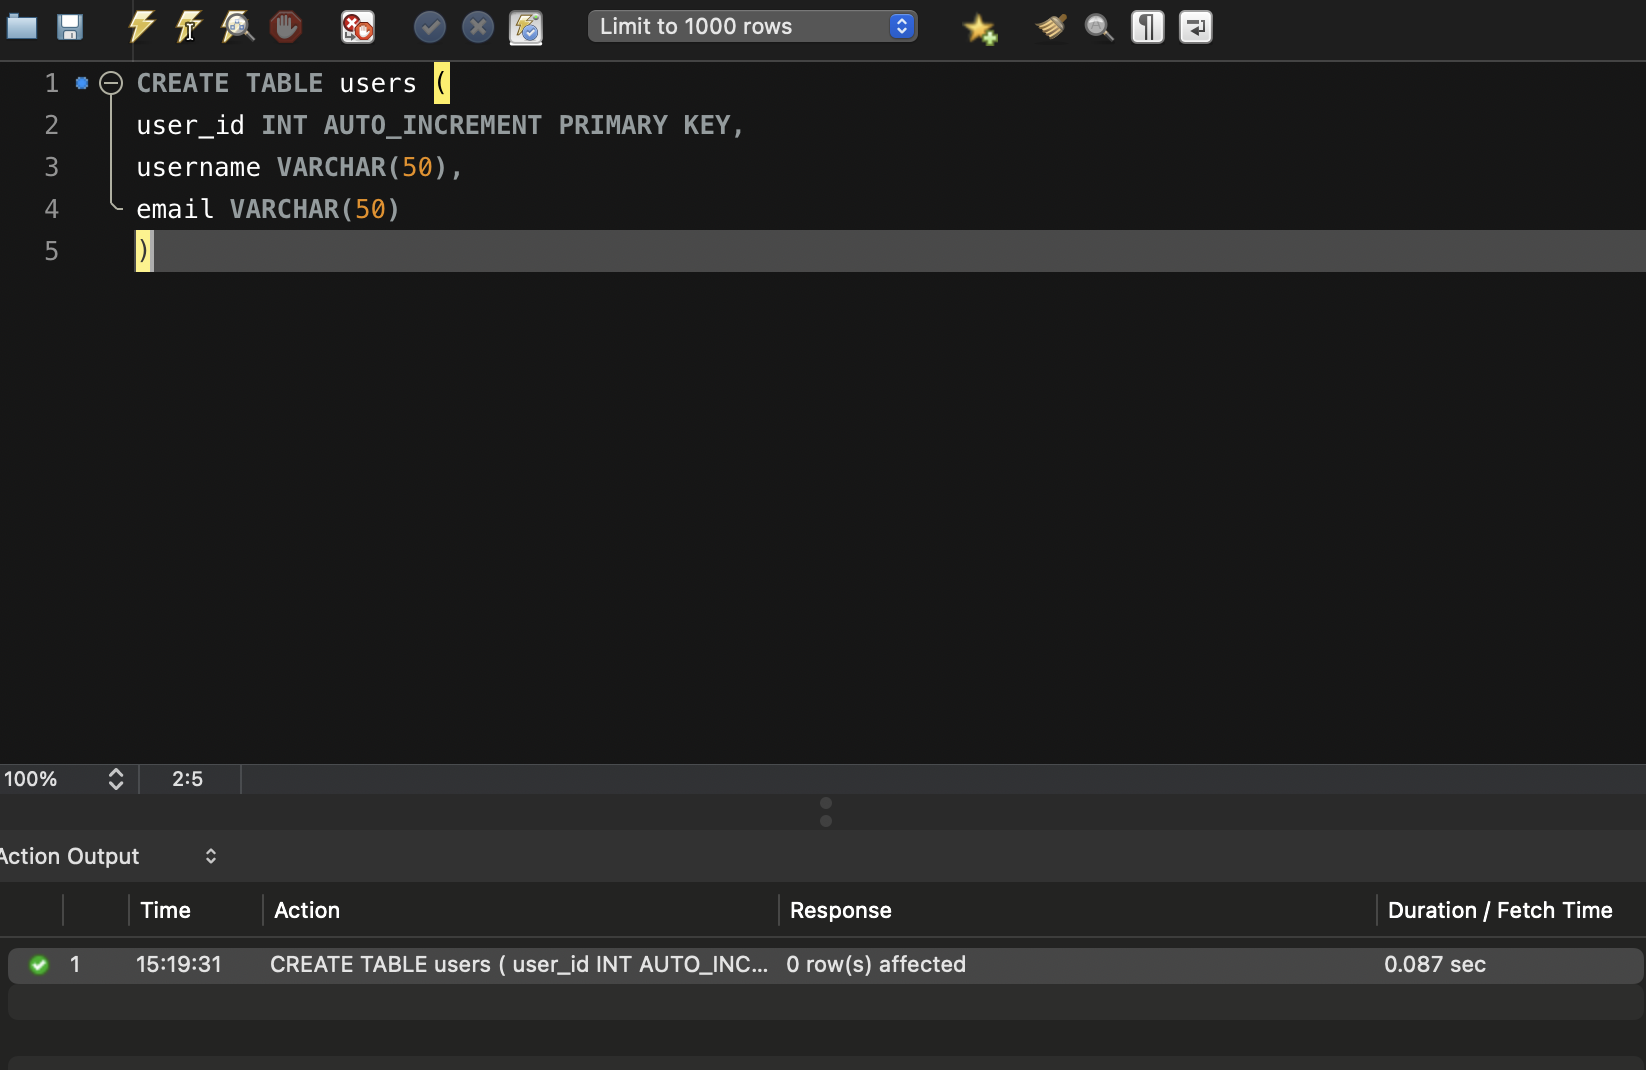 Limit to 1000 rows
1 CREATE TABLE users (
2 user_id INT AUTO_INCREMENT PRIMARY KEY,
3 username VARCHAR(50),
4 email VARCHAR(50)
5 )
100% 2:5
Action Output
Time Action Response Duration / Fetch Time
1 15:19:31 CREATE TABLE users ( user_id INT AUTO_INC... 0 row(s) affected 0.087 sec